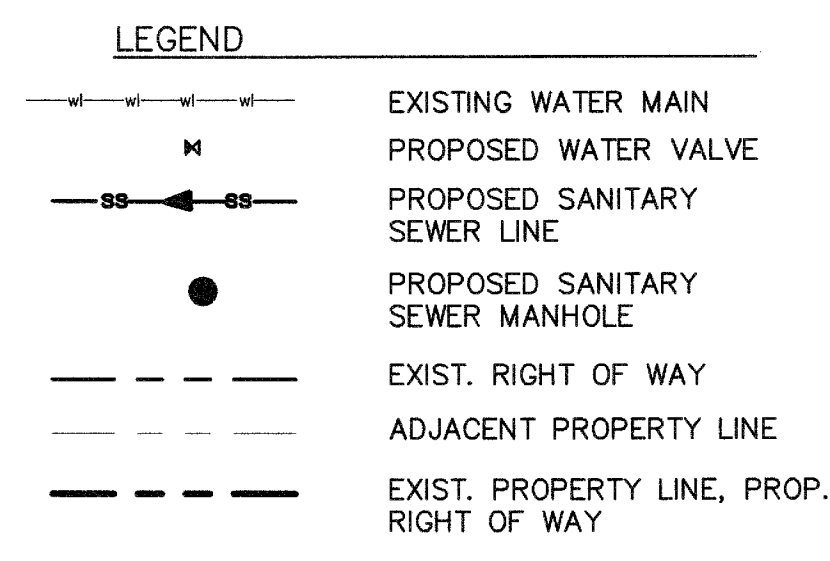 LEGEND
wl wl wl wl EXISTING WATER MAIN
PROPOSED WATER VALVE
SS SS PROPOSED SANITARY
SEWER LINE
PROPOSED SANITARY
SEWER MANHOLE
EXIST. RIGHT OF WAY
ADJACENT PROPERTY LINE
EXIST. PROPERTY LINE, PROP.
RIGHT OF WAY